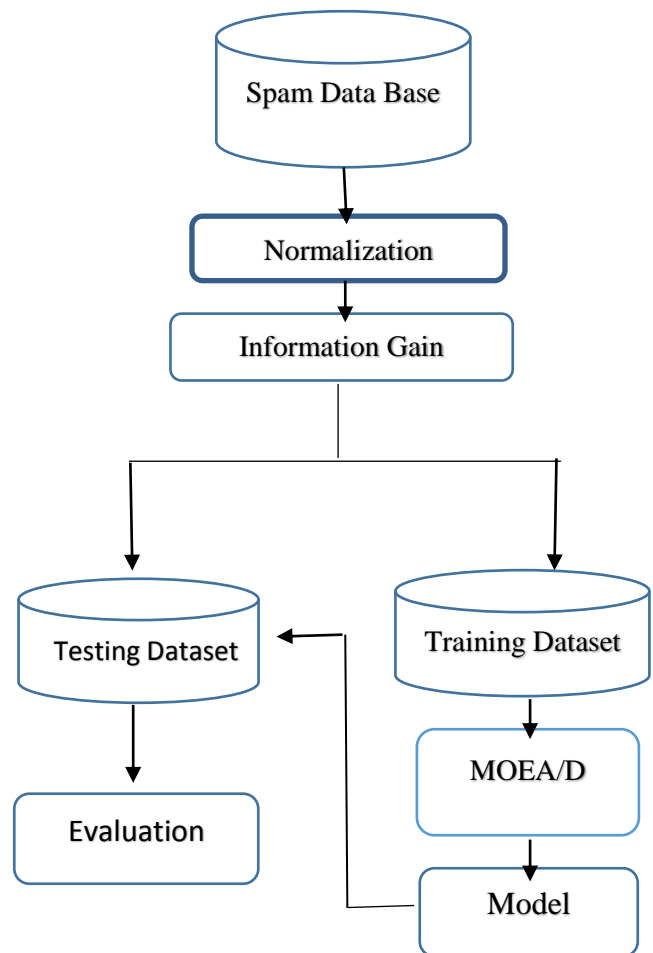 Spam Data Base
Normalization
Information Gain
Testing Dataset
Training Dataset
MOEA/D
Evaluation
Model